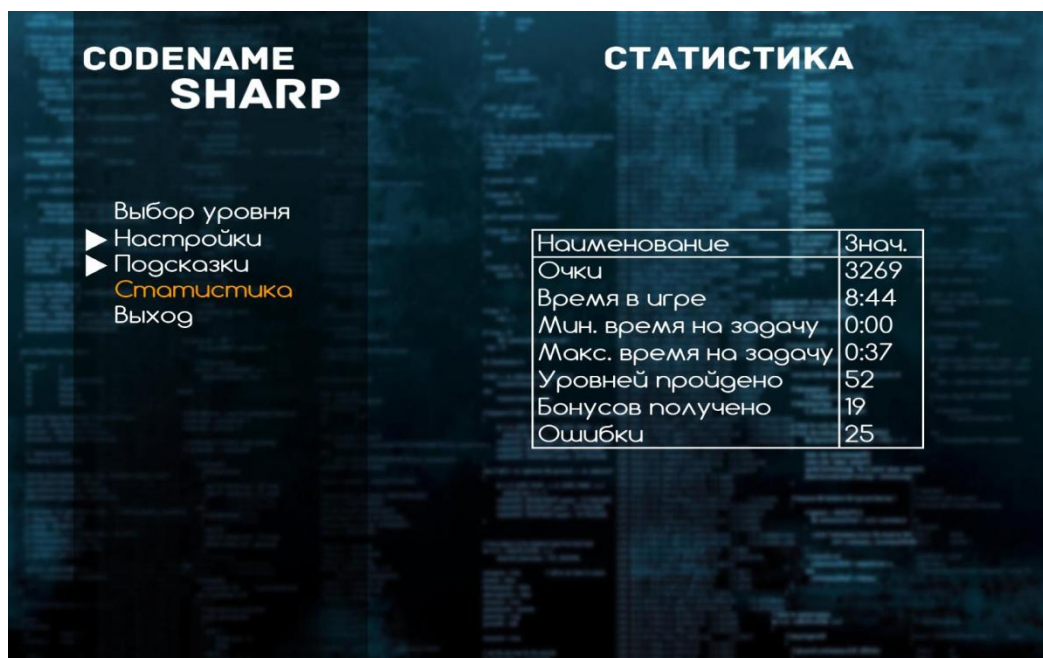 CODENAME
SHARP
Выбор уровня
Настройки
Подсказки
Статистика
Выход
СТАТИСТИКА
Наименование Знач.
Очки 3269
Время в игре 8:44
Мин. время на задачу 0:00
Макс. время на задачу 0:37
Уровней пройдено 52
Бонусов получено 19
Ошибки 25